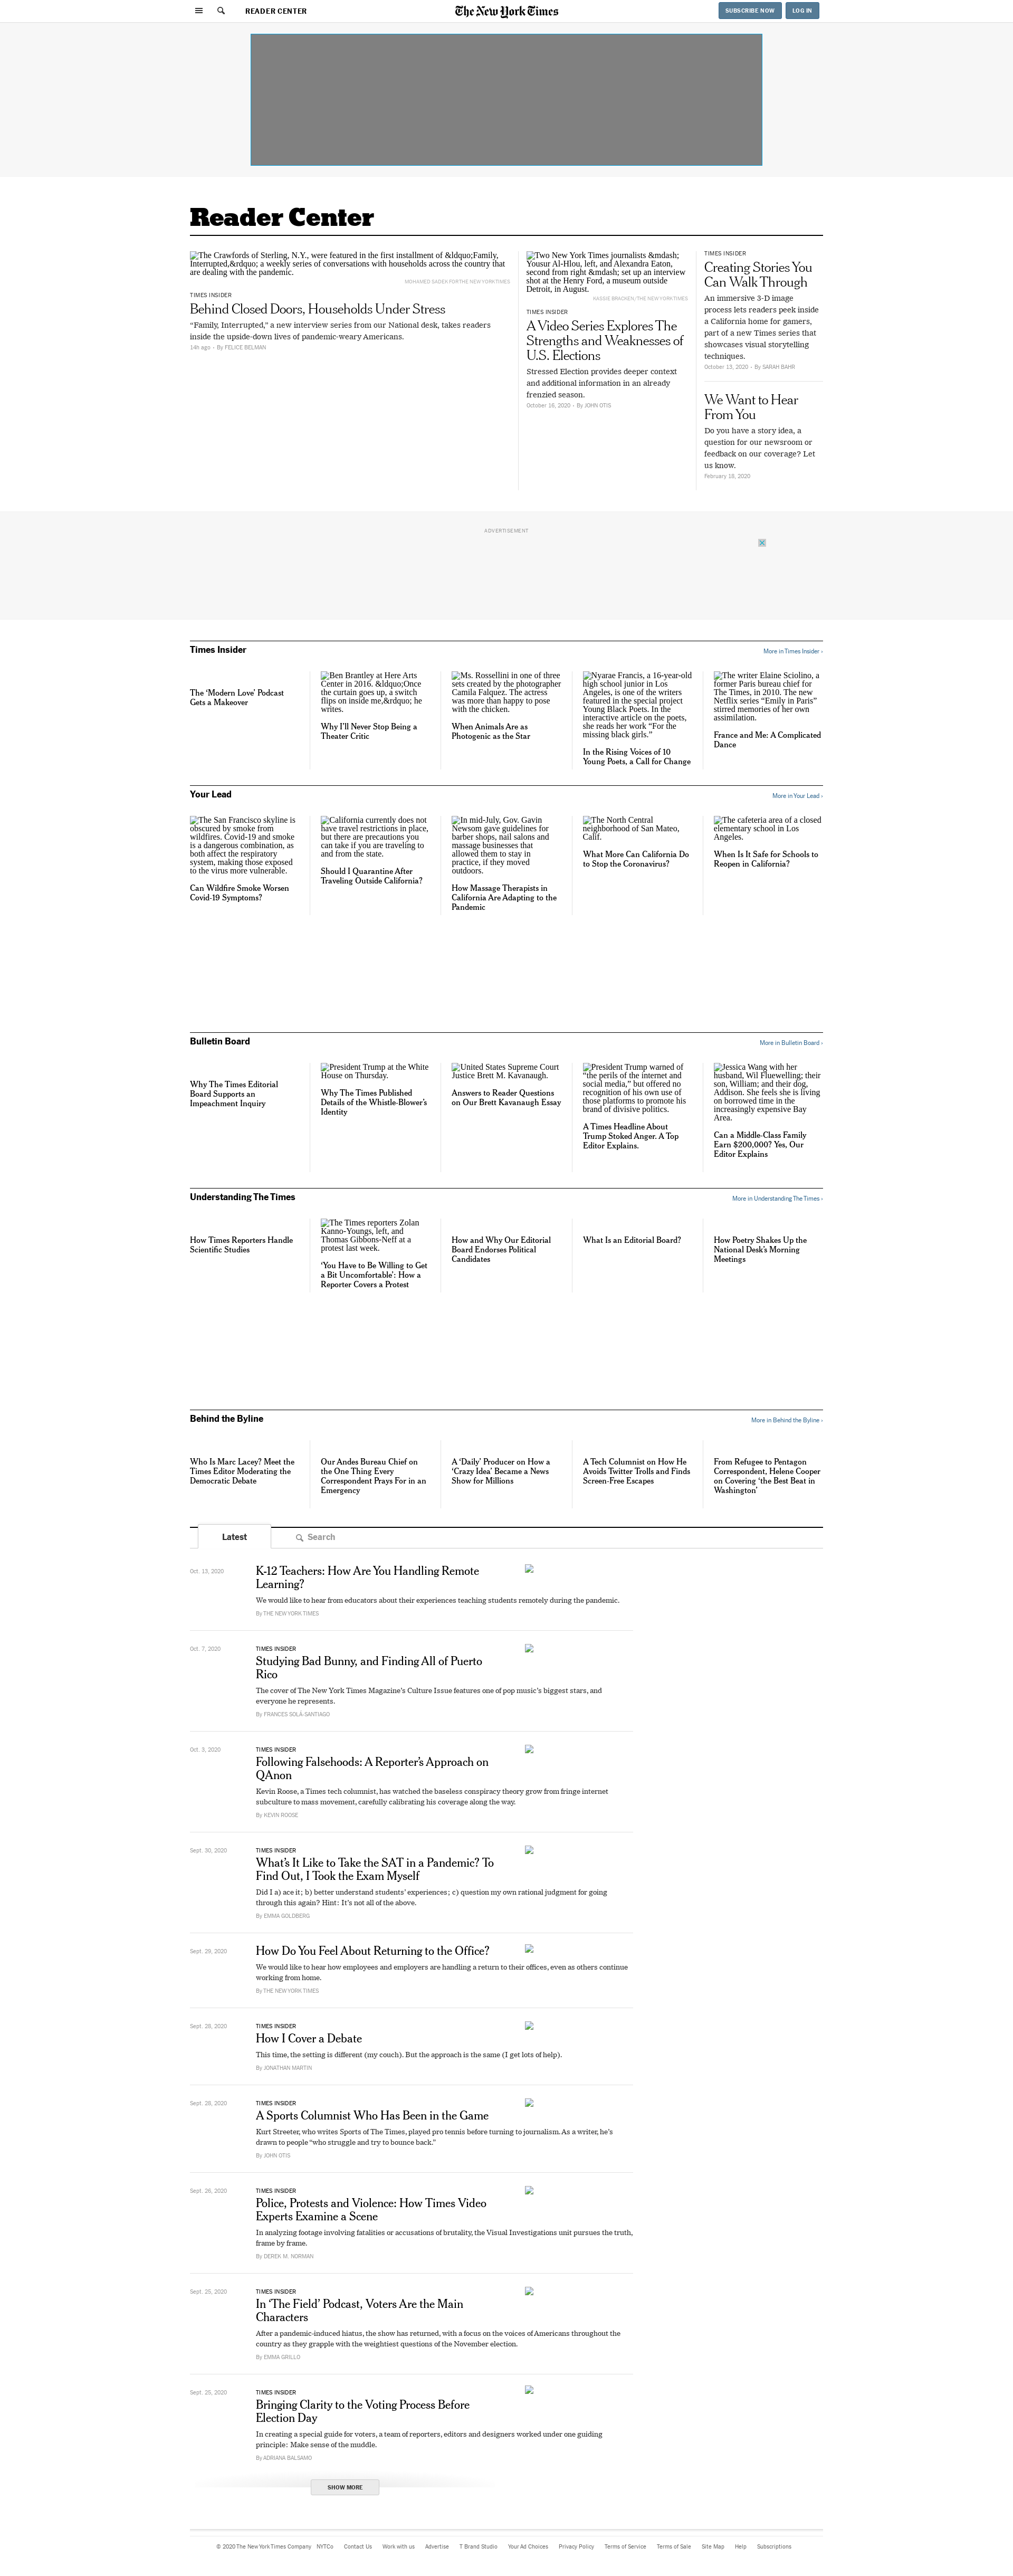 READER CENTER
The New York Times
SUBSCRIBE NOW
LOG IN
Reader Center
The Crawfords of Sterling, N.Y., were featured in the first installment of &ldquo;Family,
Interrupted,&rdquo; a weekly series of conversations with households across the country that
are dealing with the pandemic.
MOHAMED SADEK FOR THE NEW YORK TIMES
TIMES INSIDER
Behind Closed Doors, Households Under Stress
“Family, Interrupted,” a new interview series from our National desk, takes readers
inside the upside-down lives of pandemic-weary Americans.
14h ago - By FELICE BELMAN
Two New York Times journalists &mdash;
Yousur Al-Hlou, left, and Alexandra Eaton,
second from right &mdash; set up an interview
shot at the Henry Ford, a museum outside
Detroit, in August.
KASSIE BRACKEN/THE NEW YORK TIMES
TIMES INSIDER
A Video Series Explores The
Strengths and Weaknesses of
U.S. Elections
Stressed Election provides deeper context
and additional information in an already
frenzied season.
October 16, 2020 - By JOHN OTIS
TIMES INSIDER
Creating Stories You
Can Walk Through
An immersive 3-D image
process lets readers peek inside
a California home for gamers,
part of a new Times series that
showcases visual storytelling
techniques.
October 13, 2020 - By SARAH BAHR
We Want to Hear
From You
Do you have a story idea, a
question for our newsroom or
feedback on our coverage? Let
us know.
February 18, 2020
ADVERTISEMENT
Times Insider
More in Times Insider ›
The ‘Modern Love’ Podcast
Gets a Makeover
Ben Brantley at Here Arts
Center in 2016. &ldquo;Once
the curtain goes up, a switch
flips on inside me,&rdquo; he
writes.
Why I’ll Never Stop Being a
Theater Critic
Ms. Rossellini in one of three
sets created by the photographer
Camila Falquez. The actress
was more than happy to pose
with the chicken.
When Animals Are as
Photogenic as the Star
Nyarae Francis, a 16-year-old
high school junior in Los
Angeles, is one of the writers
featured in the special project
Young Black Poets. In the
interactive article on the poets,
she reads her work “For the
missing black girls.”
In the Rising Voices of 10
Young Poets, a Call for Change
The writer Elaine Sciolino, a
former Paris bureau chief for
The Times, in 2010. The new
Netflix series “Emily in Paris”
stirred memories of her own
assimilation.
France and Me: A Complicated
Dance
Your Lead
More in Your Lead ›
The San Francisco skyline is
obscured by smoke from
wildfires. Covid-19 and smoke
is a dangerous combination, as
both affect the respiratory
system, making those exposed
to the virus more vulnerable.
Can Wildfire Smoke Worsen
Covid-19 Symptoms?
California currently does not
have travel restrictions in place,
but there are precautions you
can take if you are traveling to
and from the state.
Should I Quarantine After
Traveling Outside California?
In mid-July, Gov. Gavin
Newsom gave guidelines for
barber shops, nail salons and
massage businesses that
allowed them to stay in
practice, if they moved
outdoors.
How Massage Therapists in
California Are Adapting to the
Pandemic
The North Central
neighborhood of San Mateo,
Calif.
What More Can California Do
to Stop the Coronavirus?
The cafeteria area of a closed
elementary school in Los
Angeles.
When Is It Safe for Schools to
Reopen in California?
Bulletin Board
More in Bulletin Board ›
Why The Times Editorial
Board Supports an
Impeachment Inquiry
President Trump at the White
House on Thursday.
Why The Times Published
Details of the Whistle-Blower’s
Identity
United States Supreme Court
Justice Brett M. Kavanaugh.
Answers to Reader Questions
on Our Brett Kavanaugh Essay
President Trump warned of
“the perils of the internet and
social media,” but offered no
recognition of his own use of
those platforms to promote his
brand of divisive politics.
A Times Headline About
Trump Stoked Anger. A Top
Editor Explains.
Jessica Wang with her
husband, Wil Fluewelling; their
son, William; and their dog,
Addison. She feels she is living
on borrowed time in the
increasingly expensive Bay
Area.
Can a Middle-Class Family
Earn $200,000? Yes, Our
Editor Explains
Understanding The Times
More in Understanding The Times ›
How Times Reporters Handle
Scientific Studies
The Times reporters Zolan
Kanno-Youngs, left, and
Thomas Gibbons-Neff at a
protest last week.
‘You Have to Be Willing to Get
a Bit Uncomfortable’: How a
Reporter Covers a Protest
How and Why Our Editorial
Board Endorses Political
Candidates
What Is an Editorial Board?
How Poetry Shakes Up the
National Desk’s Morning
Meetings
Behind the Byline
More in Behind the Byline ›
Who Is Marc Lacey? Meet the
Times Editor Moderating the
Democratic Debate
Our Andes Bureau Chief on
the One Thing Every
Correspondent Prays For in an
Emergency
A ‘Daily’ Producer on How a
‘Crazy Idea’ Became a News
Show for Millions
A Tech Columnist on How He
Avoids Twitter Trolls and Finds
Screen-Free Escapes
From Refugee to Pentagon
Correspondent, Helene Cooper
on Covering ‘the Best Beat in
Washington’
Latest
Search
Oct. 13, 2020
K-12 Teachers: How Are You Handling Remote
Learning?
We would like to hear from educators about their experiences teaching students remotely during the pandemic.
By THE NEW YORK TIMES
Oct. 7, 2020
TIMES INSIDER
Studying Bad Bunny, and Finding All of Puerto
Rico
The cover of The New York Times Magazine’s Culture Issue features one of pop music’s biggest stars, and
everyone he represents.
By FRANCES SOLÁ-SANTIAGO
Oct. 3, 2020
TIMES INSIDER
Following Falsehoods: A Reporter’s Approach on
QAnon
Kevin Roose, a Times tech columnist, has watched the baseless conspiracy theory grow from fringe internet
subculture to mass movement, carefully calibrating his coverage along the way.
By KEVIN ROOSE
Sept. 30, 2020
TIMES INSIDER
What’s It Like to Take the SAT in a Pandemic? To
Find Out, I Took the Exam Myself
Did I a) ace it; b) better understand students’ experiences; c) question my own rational judgment for going
through this again? Hint: It’s not all of the above.
By EMMA GOLDBERG
Sept. 29, 2020
How Do You Feel About Returning to the Office?
We would like to hear how employees and employers are handling a return to their offices, even as others continue
working from home.
By THE NEW YORK TIMES
Sept. 28, 2020
TIMES INSIDER
How I Cover a Debate
This time, the setting is different (my couch). But the approach is the same (I get lots of help).
By JONATHAN MARTIN
Sept. 28, 2020
TIMES INSIDER
A Sports Columnist Who Has Been in the Game
Kurt Streeter, who writes Sports of The Times, played pro tennis before turning to journalism. As a writer, he’s
drawn to people “who struggle and try to bounce back.”
By JOHN OTIS
Sept. 26, 2020
TIMES INSIDER
Police, Protests and Violence: How Times Video
Experts Examine a Scene
In analyzing footage involving fatalities or accusations of brutality, the Visual Investigations unit pursues the truth,
frame by frame.
By DEREK M. NORMAN
Sept. 25, 2020
TIMES INSIDER
In ‘The Field’ Podcast, Voters Are the Main
Characters
After a pandemic-induced hiatus, the show has returned, with a focus on the voices of Americans throughout the
country as they grapple with the weightiest questions of the November election.
By EMMA GRILLO
Sept. 25, 2020
TIMES INSIDER
Bringing Clarity to the Voting Process Before
Election Day
In creating a special guide for voters, a team of reporters, editors and designers worked under one guiding
principle: Make sense of the muddle.
By ADRIANA BALSAMO
SHOW MORE
© 2020 The New York Times Company NYTCo Contact Us Work with us Advertise T Brand Studio Your Ad Choices Privacy Policy Terms of Service Terms of Sale Site Map Help Subscriptions